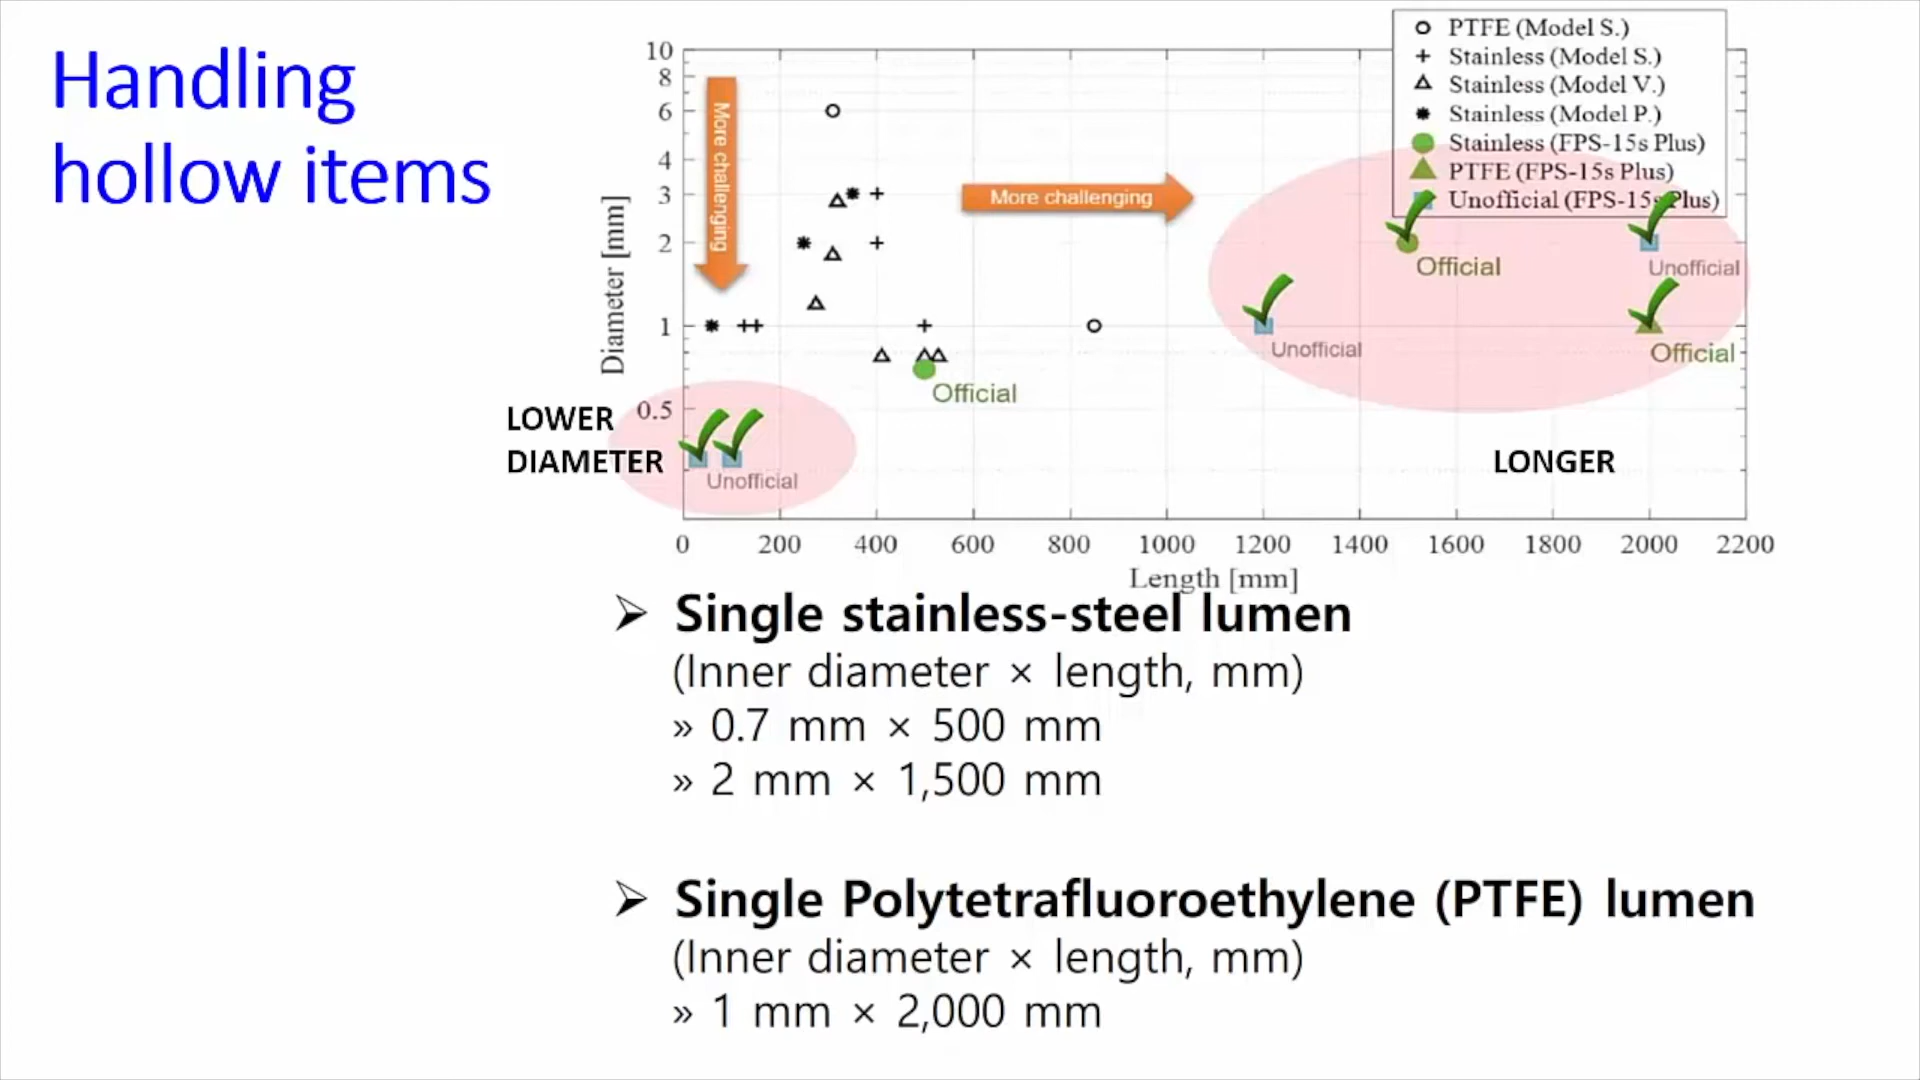 Handling
hollow items
PTFE (Model S.)
Stainless (Model S.)
Stainless (Model V.)
Stainless (Model P.)
Stainless (FPS-15s Plus)
PTFE (FPS-15s Plus)
Unofficial (FPS-15s Plus)
10
8
6
4
3
2
1
0.5
Diameter [mm]
More challenging
More challenging
Official
Unofficial
Unofficial
Official
Official
Unofficial
LOWER
DIAMETER
LONGER
0 200 400 600 800 1000 1200 1400 1600 1800 2000 2200
Length [mm]
➢ Single stainless-steel lumen
(Inner diameter × length, mm)
» 0.7 mm × 500 mm
» 2 mm × 1,500 mm
➢ Single Polytetrafluoroethylene (PTFE) lumen
(Inner diameter × length, mm)
» 1 mm × 2,000 mm